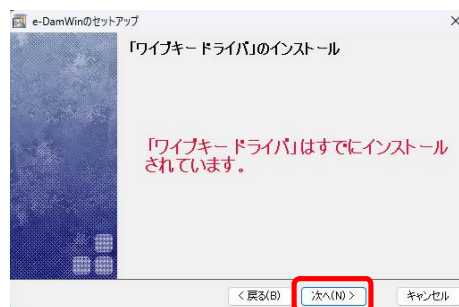 e-DamWinのセットアップ
「ワイプキー ドライバ」のインストール
「ワイプキー ドライバ」はすでにインストール
されています。
< 戻る(B)
次へ(N) >
キャンセル